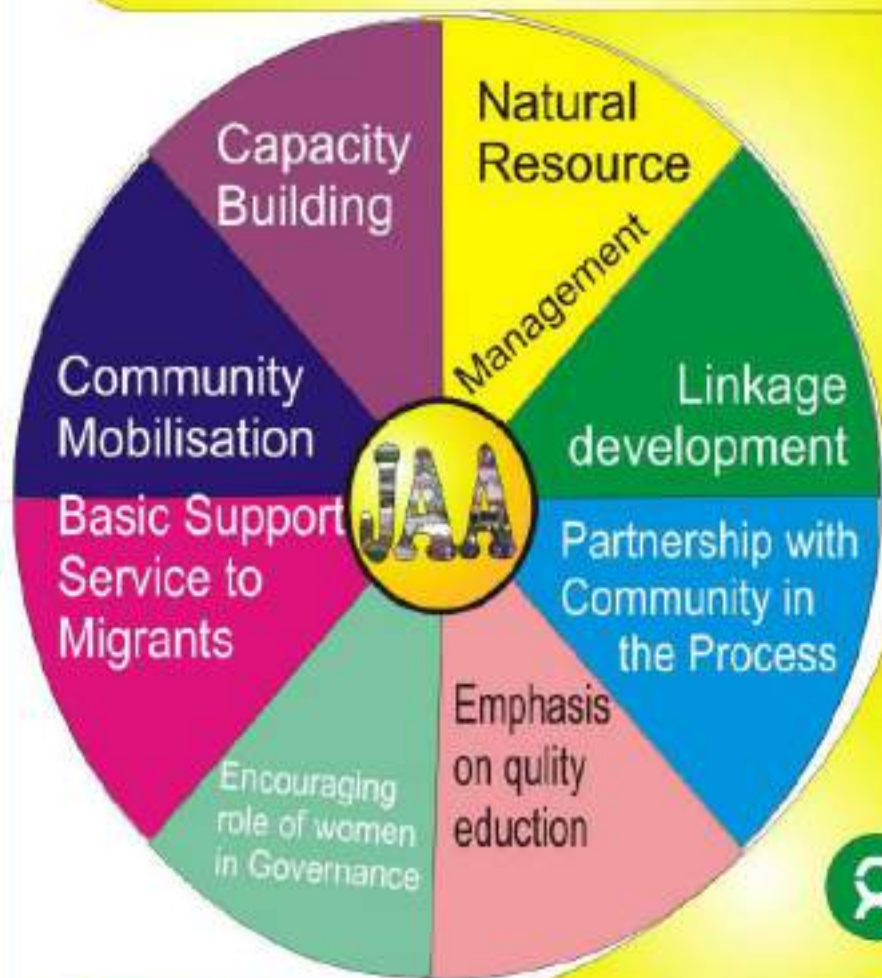 Natural
Resource
Management
Linkage
development
Partnership with
Community in
the Process
Emphasis
on qulity
eduction
Encouraging
role of women
in Governance
Basic Support
Service to
Migrants
Community
Mobilisation
Capacity
Building
JAA